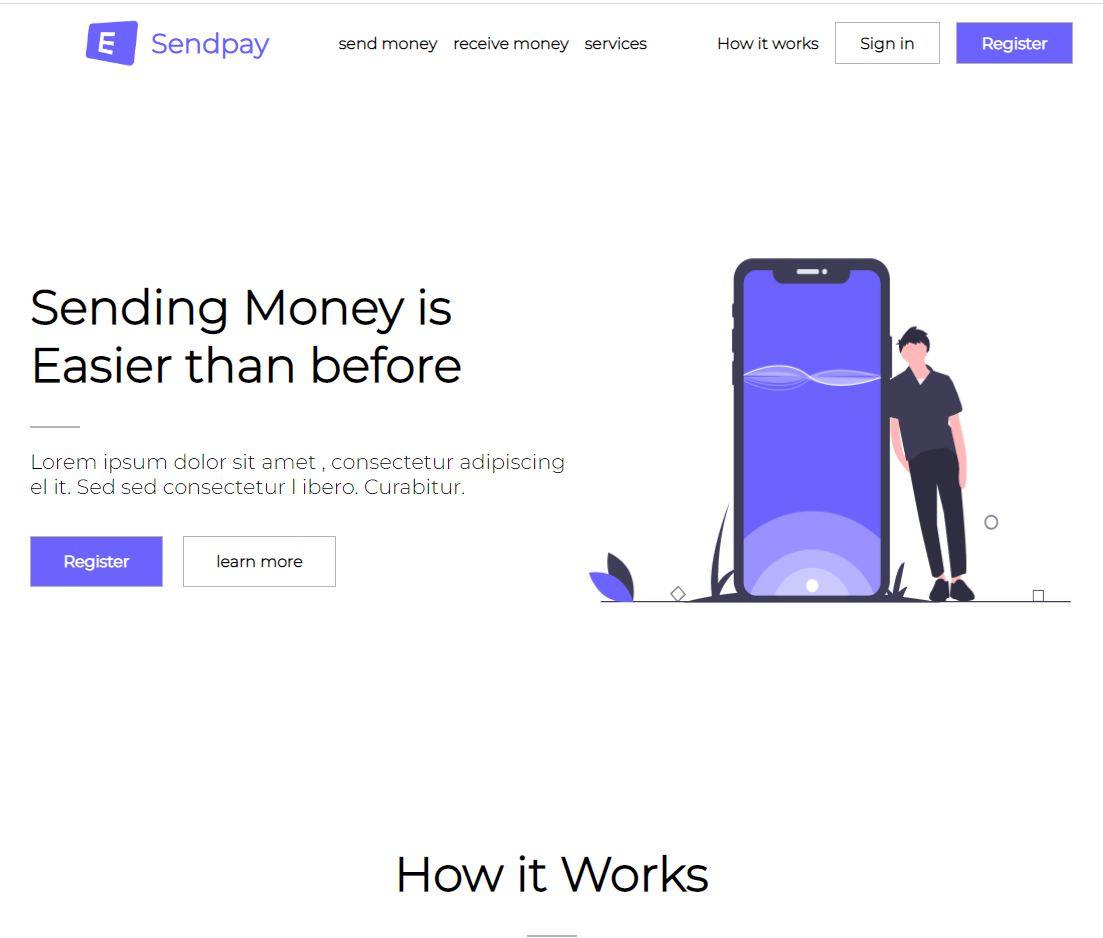 E Sendpay
send money receive money services How it works Sign in Register
Sending Money is
Easier than before
Lorem ipsum dolor sit amet , consectetur adipiscing
el it. Sed sed consectetur l ibero. Curabitur.
Register learn more
How it Works